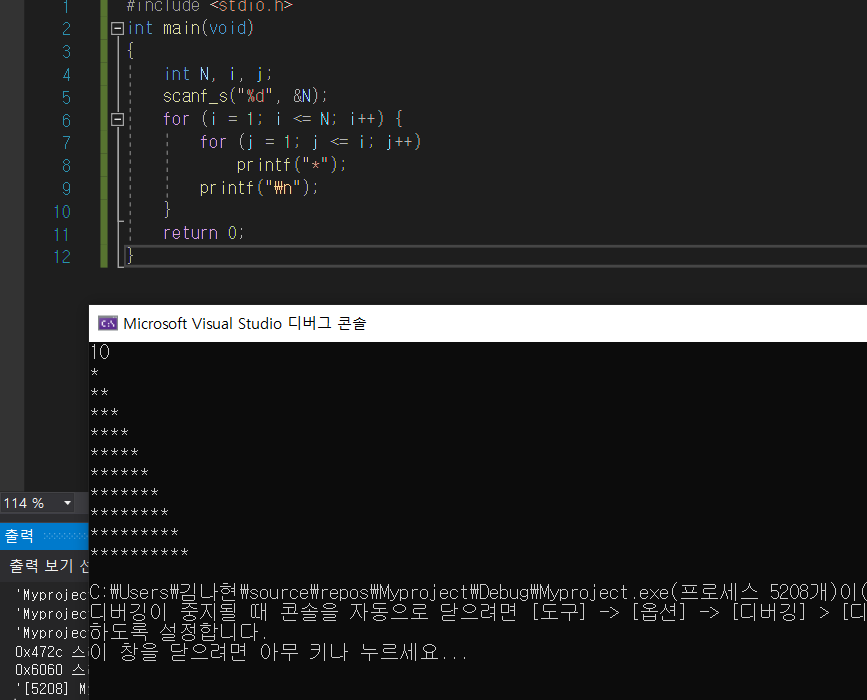 1 #include <stdio.h>
2 int main(void)
3 {
4 int N, i, j;
5 scanf_s("%d", &N);
6 for (i = 1; i <= N; i++) {
7 for (j = 1; j <= i; j++)
8 printf("*");
9 printf("₩n");
10 }
11 return 0;
12 }
Microsoft Visual Studio 디버그 콘솔
10
*
**
***
****
*****
******
*******
********
*********
**********
114 %
출력
출력 보기
C:₩Users₩김나현₩source₩repos₩Myproject₩Debug₩Myproject.exe(프로세스 5208개)이(
디버깅이 중지될 때 콘솔을 자동으로 닫으려면 [도구] -> [옵션] -> [디버깅] > [디
하도록 설정합니다.
이 창을 닫으려면 아무 키나 누르세요...
'Myprojec
'Myprojec
'Myprojec
0x472c 스
0x6060 스
'[5208] M